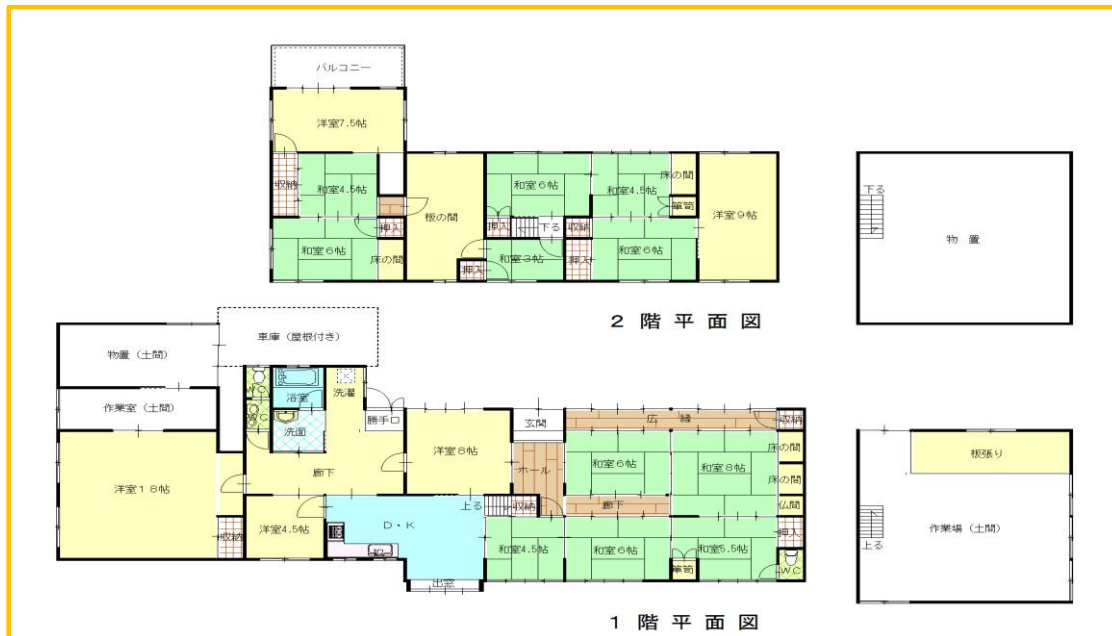 バルコニー
洋室7.5帖
収納
和室4.5帖
押入
和室6帖
床の間
板の間
和室6帖
押入
下る
収納
和室3帖
押入
押入
和室4.5帖
床の間
箪笥
和室6帖
洋室9帖
下る
物置
2階平面図
車庫（屋根付き）
物置（土間）
作業室（土間）
WC
WC
浴室
洗濯
洗面
勝手口
洋室18帖
収納
廊下
洋室4.5帖
洋室8帖
玄関
ホール
広縁
収納
和室6帖
和室8帖
床の間
床の間
仏間
廊下
D・K
上る
収納
出窓
和室4.5帖
和室6帖
和室5.5帖
箪笥
押入
WC
板張り
上る
作業場（土間）
1階平面図